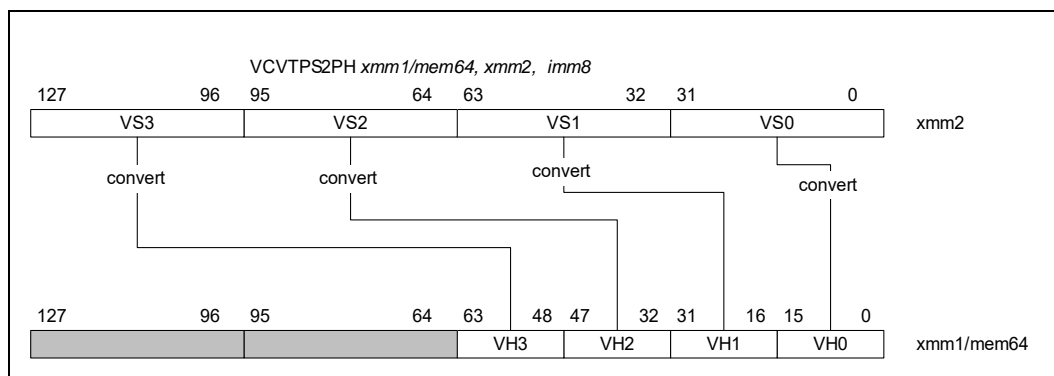 VCVTPS2PH xmm1/mem64, xmm2, imm8
127 96 95 64 63 32 31 0
VS3 VS2 VS1 VS0 xmm2
convert convert convert convert
127 96 95 64 63 48 47 32 31 16 15 0
VH3 VH2 VH1 VH0 xmm1/mem64